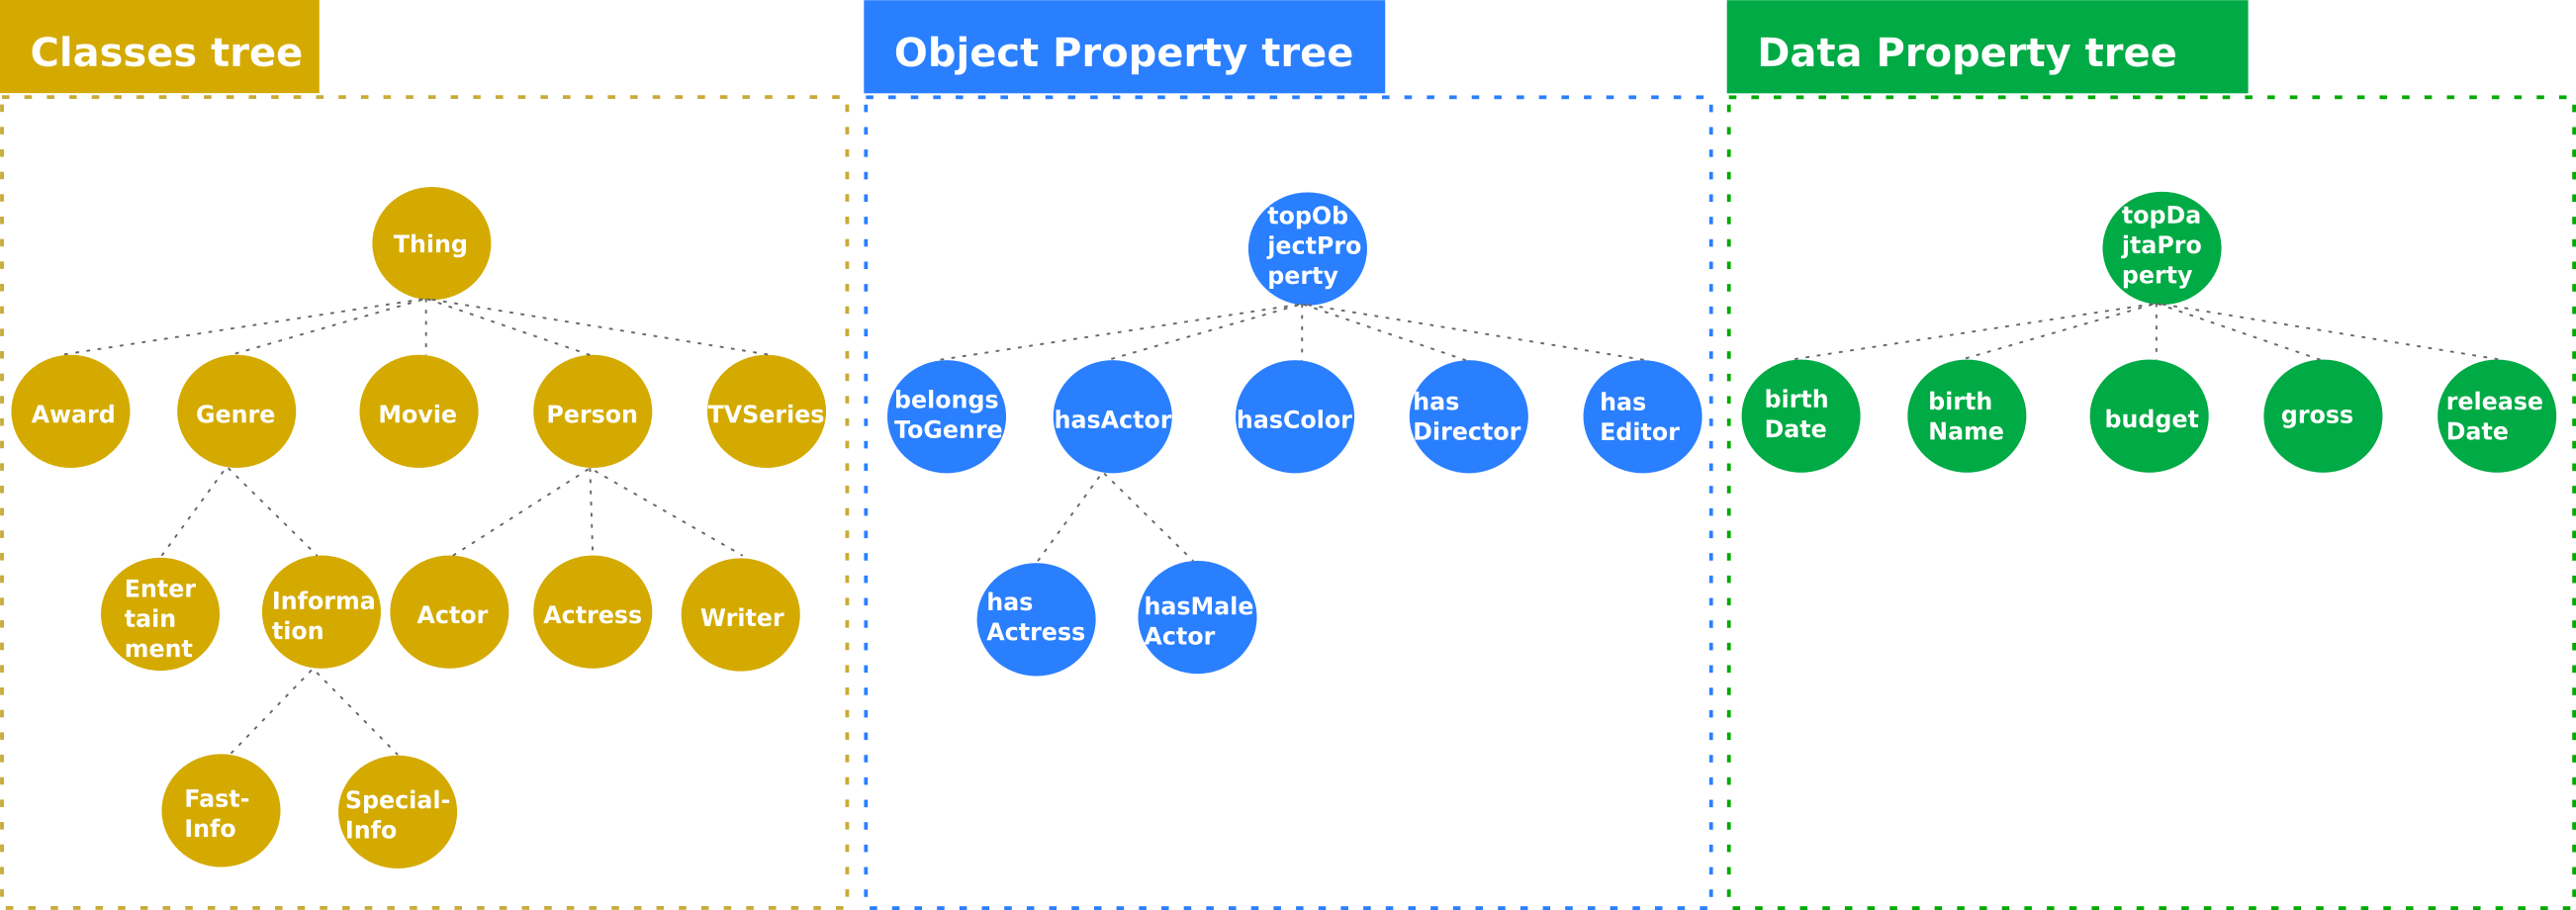 Classes tree
Object Property tree
Data Property tree
Thing
Award
Genre
Movie
Person
TVSeries
Enter
tain
ment
Informa
tion
Actor
Actress
Writer
Fast-
Info
Special-
Info
topOb
jectPro
perty
belongs
ToGenre
hasActor
hasColor
has
Director
has
Editor
has
Actress
hasMale
Actor
topDa
jtaPro
perty
birth
Date
birth
Name
budget
gross
release
Date